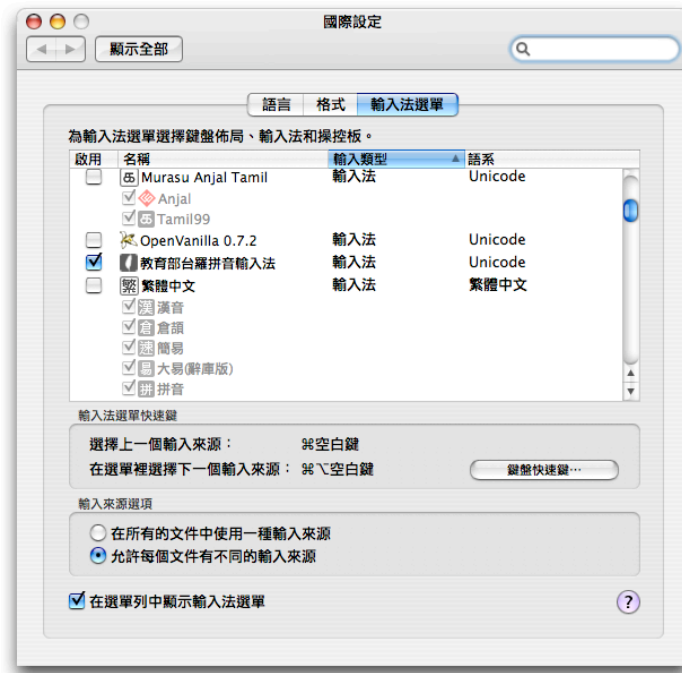 國際設定
顯示全部
語言 格式 輸入法選單
為輸入法選單選擇鍵盤佈局、輸入法和操控板。
啟用 名稱 輸入類型 語系
Murasu Anjal Tamil 輸入法 Unicode
Anjal
Tamil99
OpenVanilla 0.7.2 輸入法 Unicode
教育部台羅拼音輸入法 輸入法 Unicode
繁 繁體中文 輸入法 繁體中文
漢 漢音
倉 倉頡
速 簡易
易 大易(辭庫版)
拼 拼音
輸入法選單快速鍵
選擇上一個輸入來源： ⌘空白鍵
在選單裡選擇下一個輸入來源： ⌘⌥空白鍵 鍵盤快速鍵⋯
輸入來源選項
在所有的文件中使用一種輸入來源
允許每個文件有不同的輸入來源
在選單列中顯示輸入法選單 ?